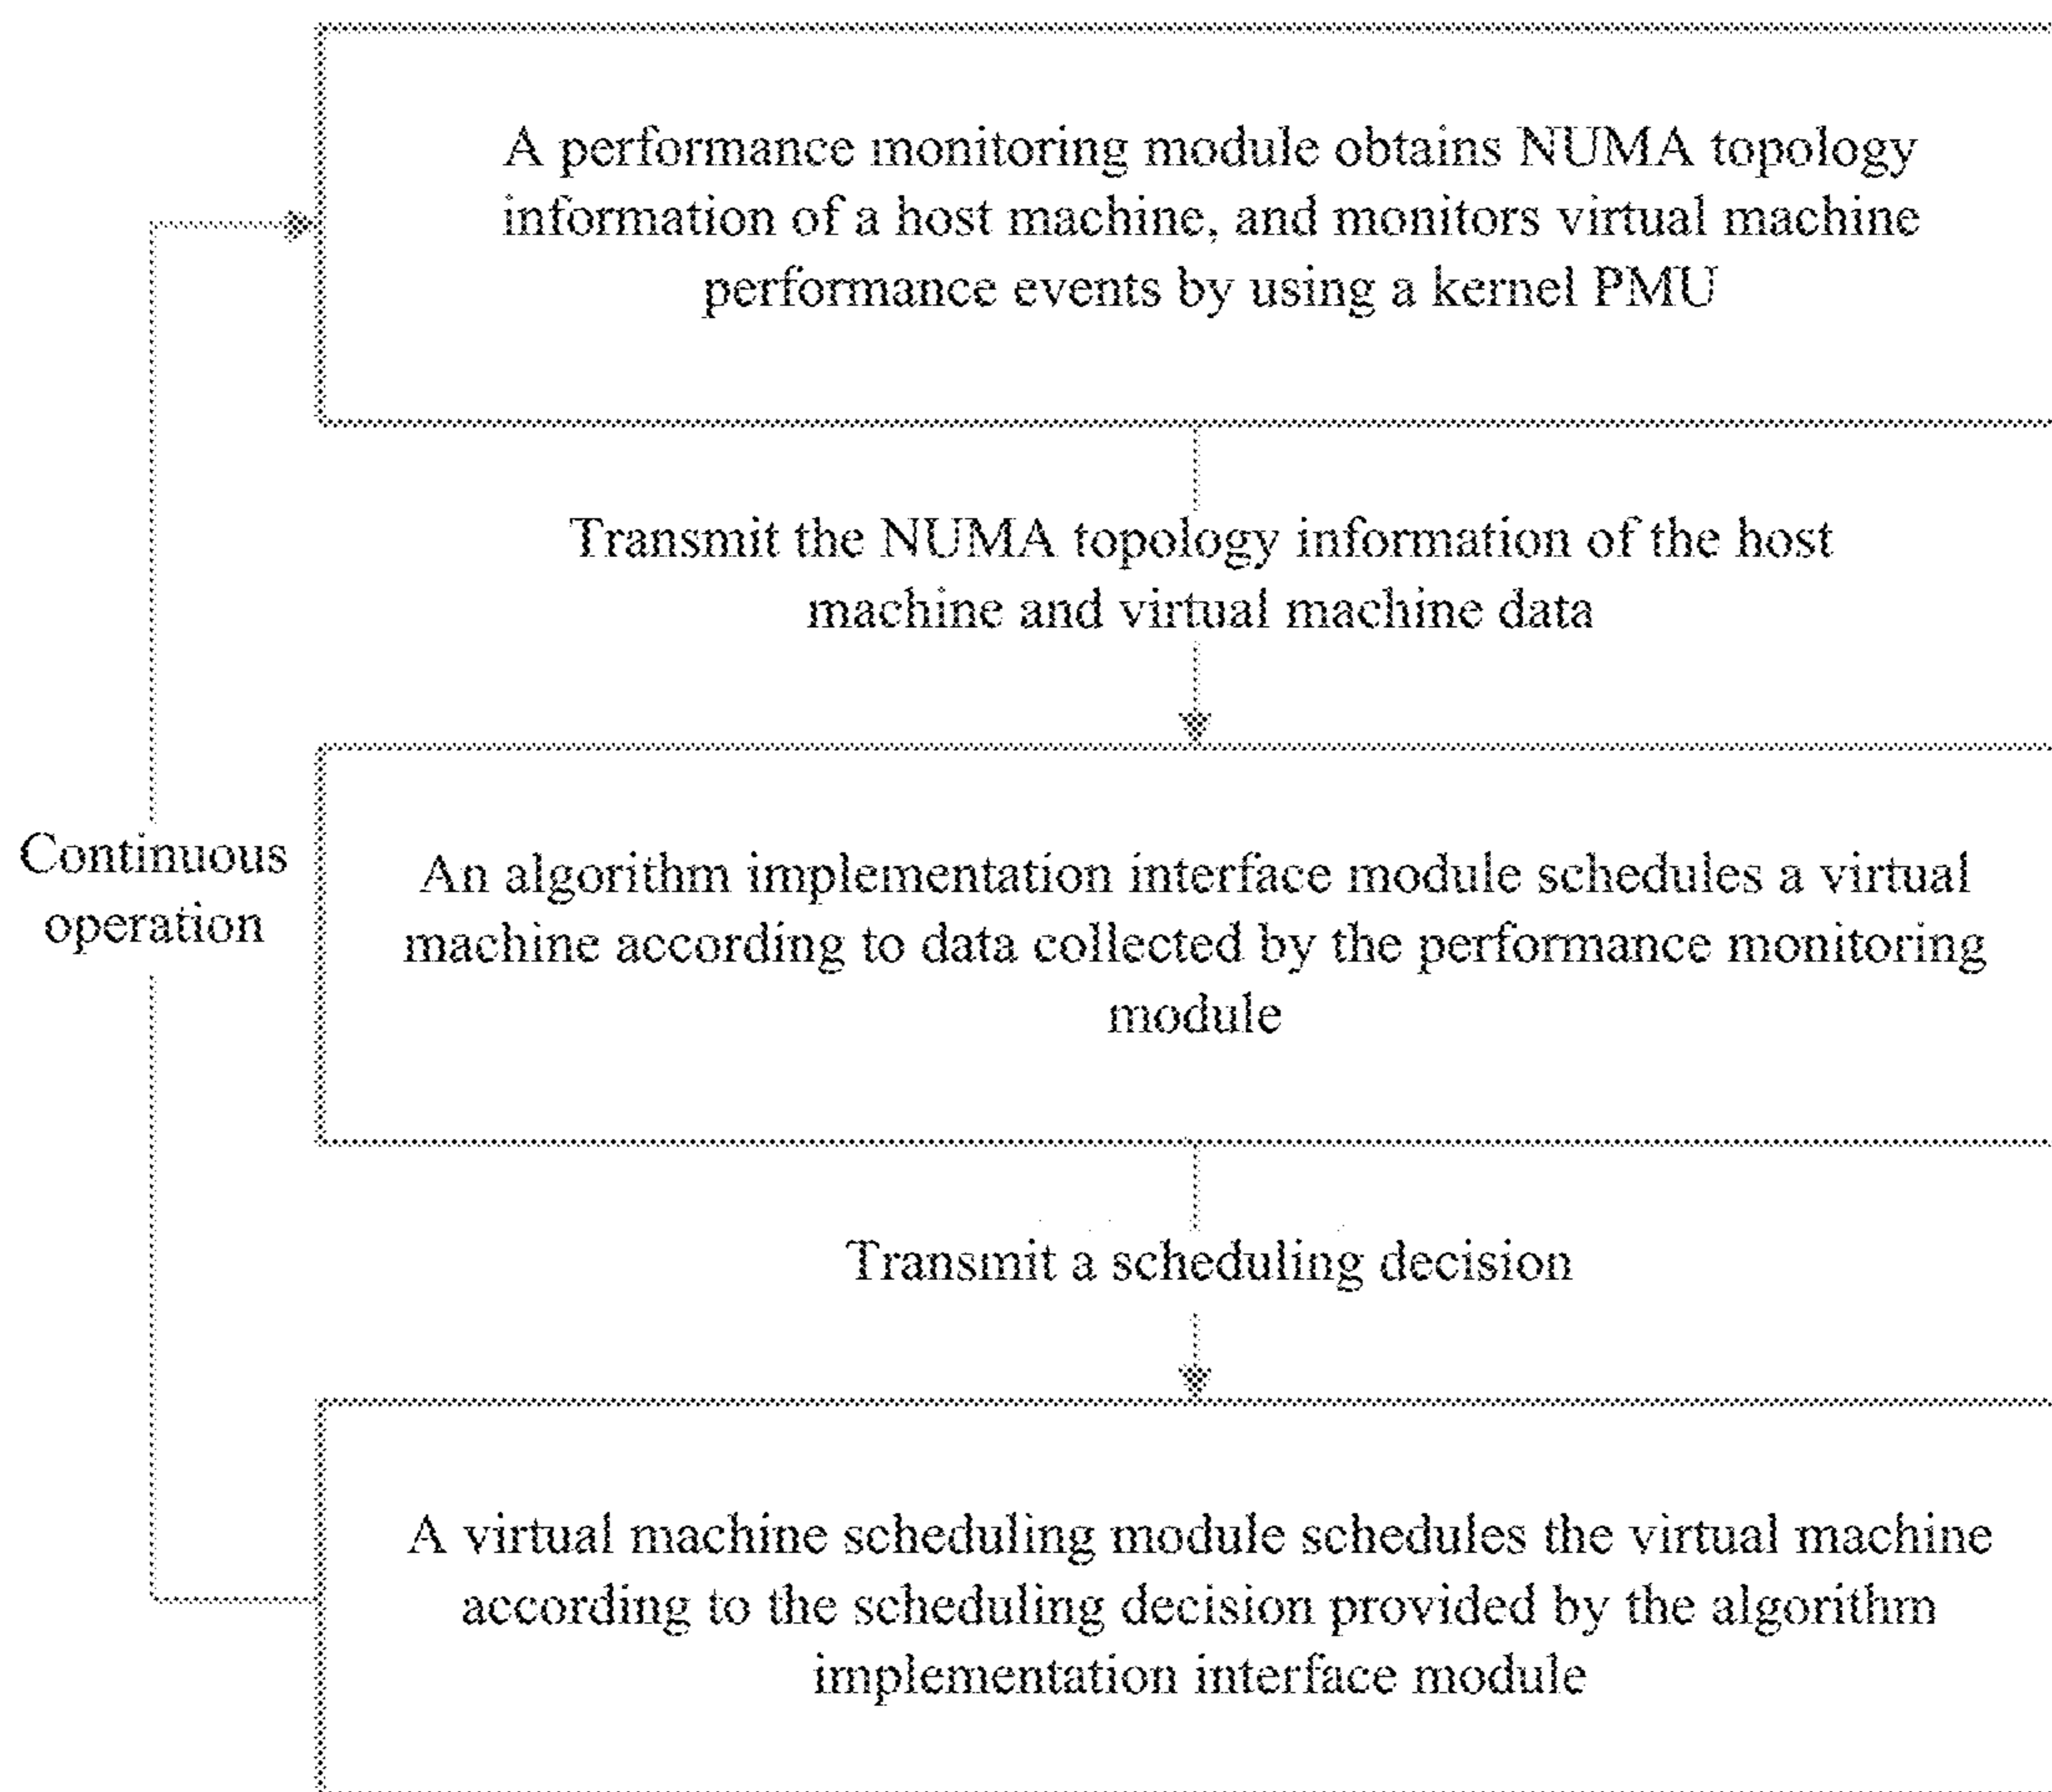 A performance monitoring module obtains NUMA topology
information of a host machine, and monitors virtual machine
performance events by using a kernel PMU
Transmit the NUMA topology information of the host
machine and virtual machine data
Continuous
operation
An algorithm implementation interface module schedules a virtual
machine according to data collected by the performance monitoring
module
Transmit a scheduling decision
A virtual machine scheduling module schedules the virtual machine
according to the scheduling decision provided by the algorithm
implementation interface module